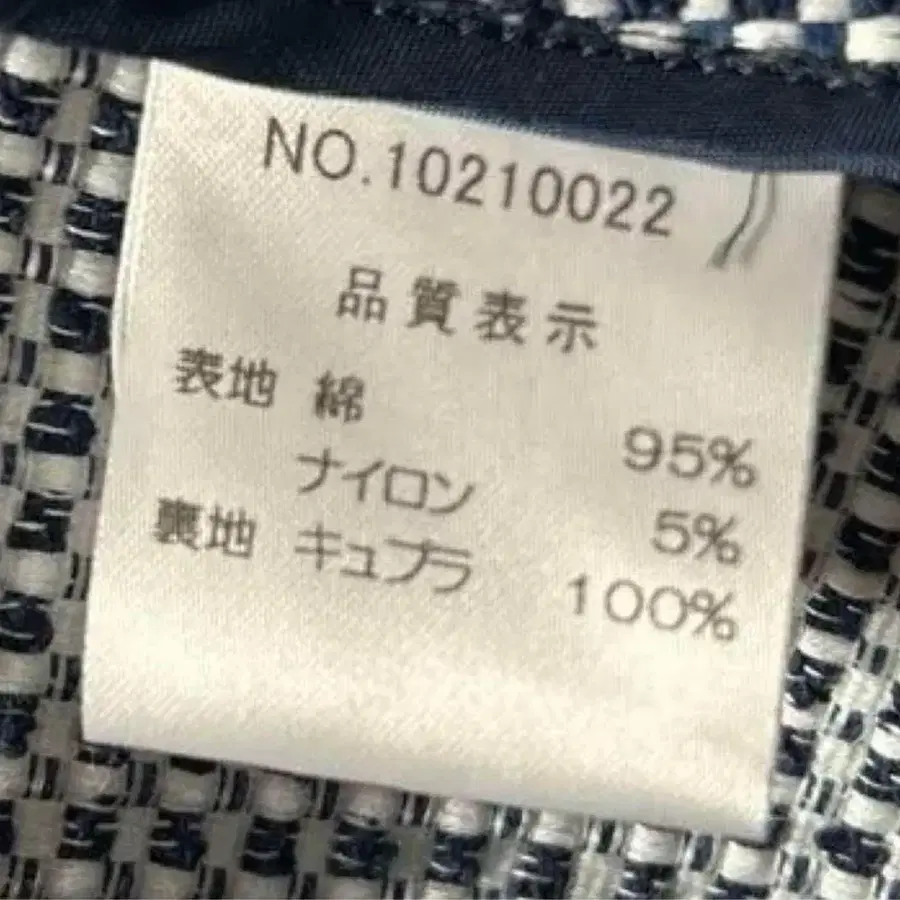 NO.10210022
品質表示
表地 綿 95%
ナイロン 5%
裏地 キュプラ 100%